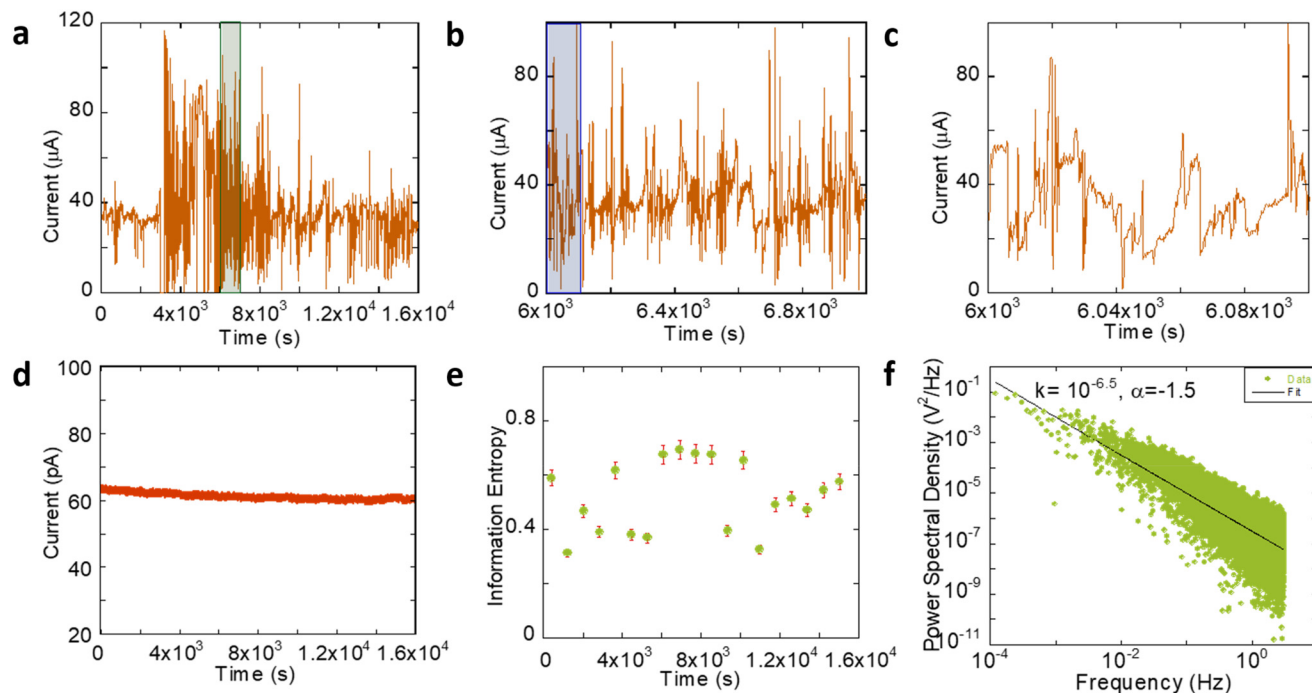 a
120
80
40
0
Current (μA)
0
4x10³
8x10³
1.2x10⁴
1.6x10⁴
Time (s)
b
80
40
0
Current (μA)
6x10³
6.4x10³
6.8x10³
Time (s)
c
80
40
0
Current (μA)
6x10³
6.04x10³
6.08x10³
Time (s)
d
100
80
60
40
20
Current (pA)
0
4x10³
8x10³
1.2x10⁴
1.6x10⁴
Time (s)
e
0.8
0.4
0
Information Entropy
0
4x10³
8x10³
1.2x10⁴
1.6x10⁴
Time (s)
f
Power Spectral Density (V²/Hz)
10⁻¹
10⁻³
10⁻⁵
10⁻⁷
10⁻⁹
10⁻¹¹
k= 10⁻⁶·⁵, α=-1.5
Data
Fit
10⁻⁴
10⁻²
10⁰
Frequency (Hz)